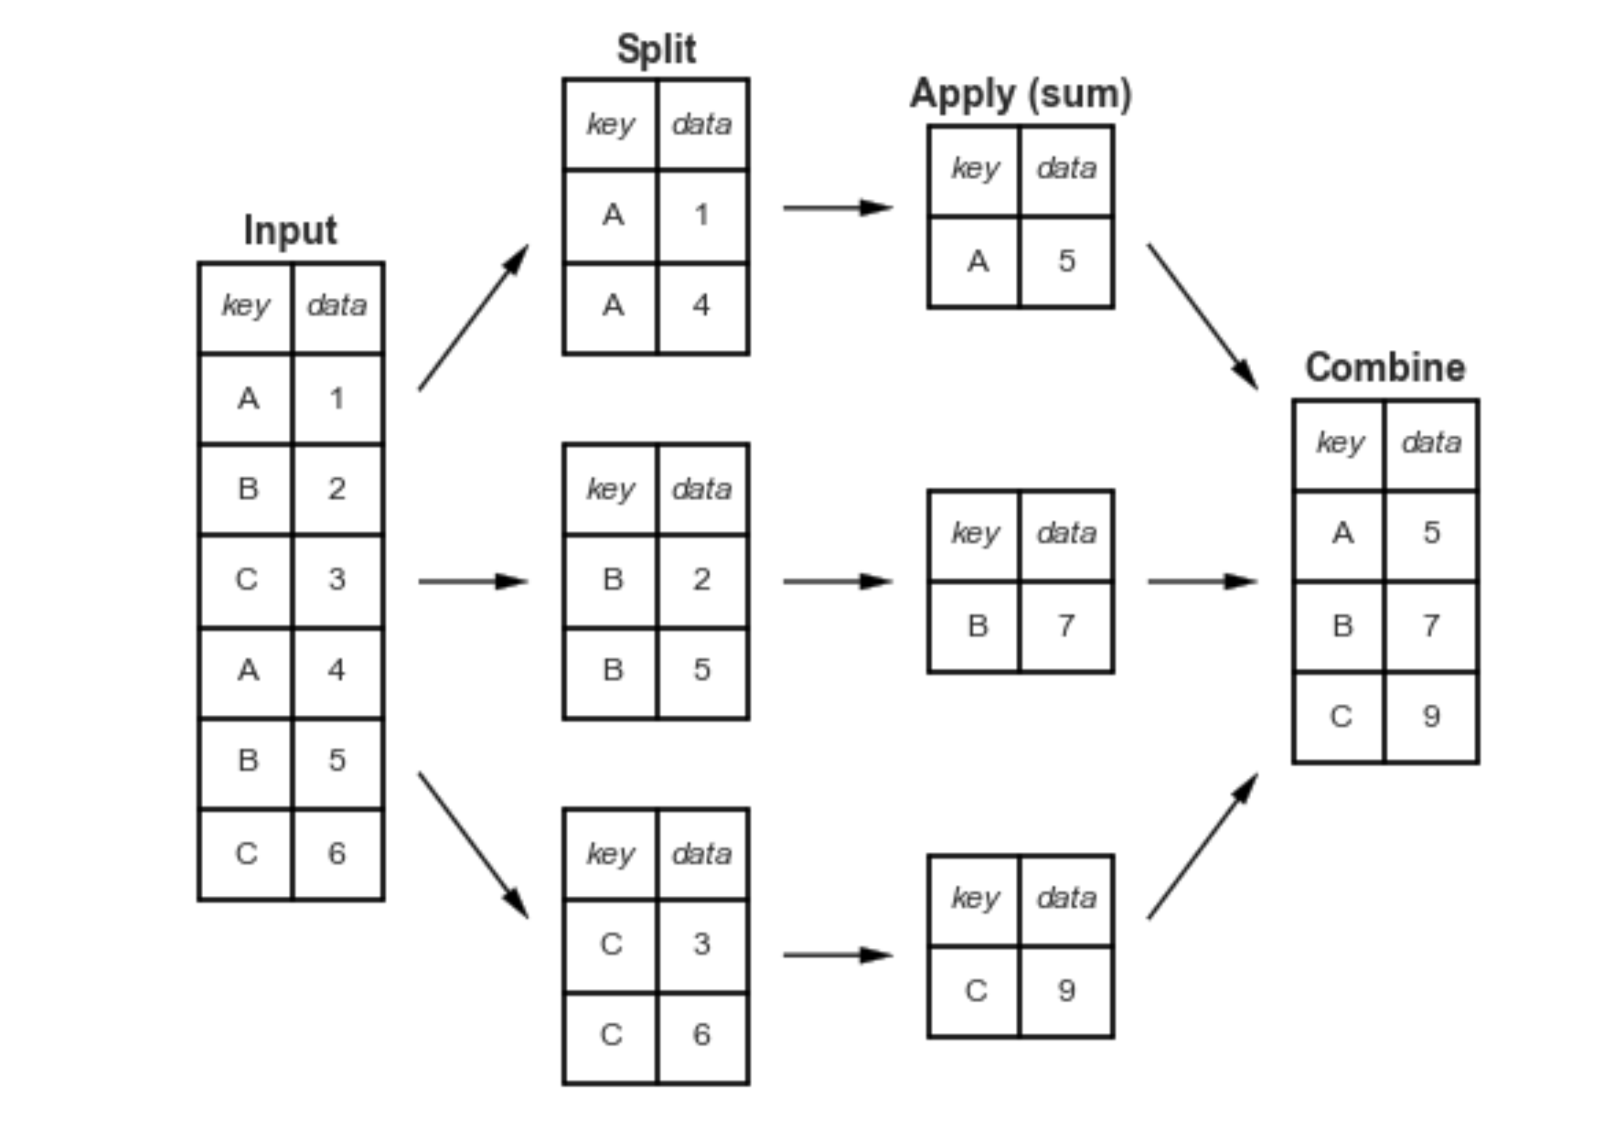 Input
key data
A 1
B 2
C 3
A 4
B 5
C 6
Split
key data
A 1
A 4
key data
B 2
B 5
key data
C 3
C 6
Apply (sum)
key data
A 5
key data
B 7
key data
C 9
Combine
key data
A 5
B 7
C 9